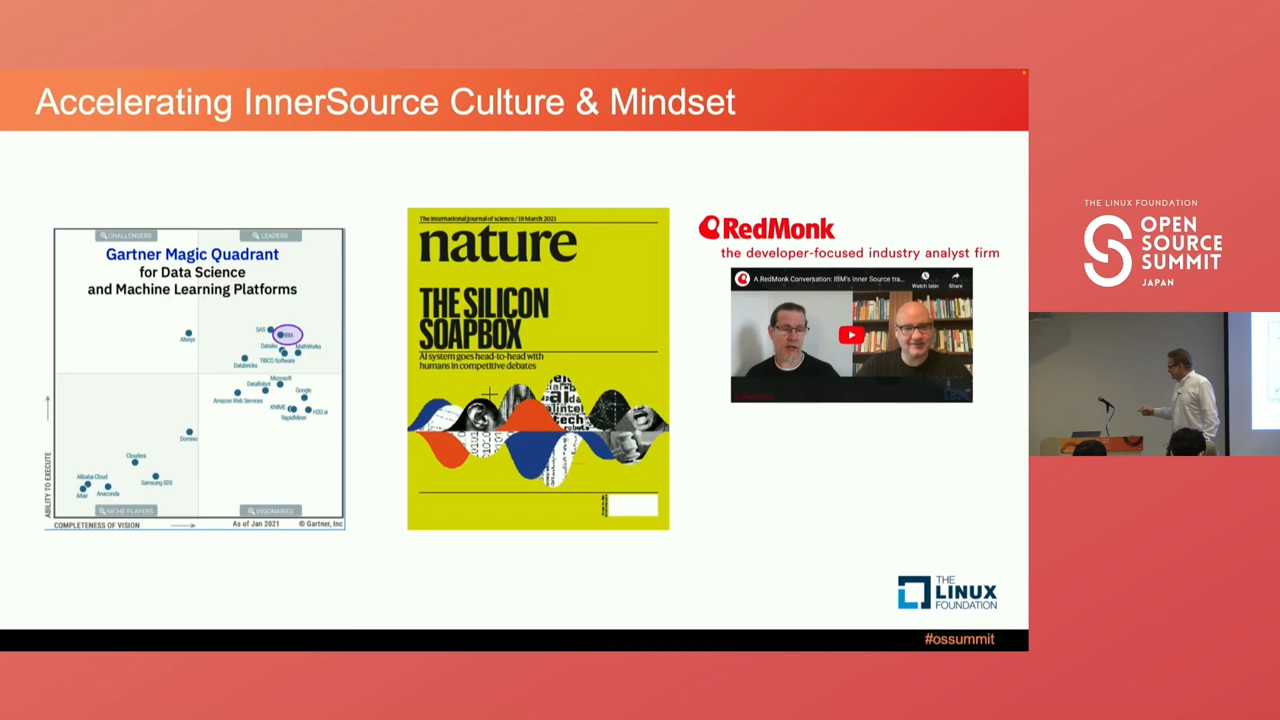 Accelerating InnerSource Culture & Mindset
CHALLENGERS
LEADERS
Gartner Magic Quadrant
for Data Science
and Machine Learning Platforms
Alteryx
SAS
IBM
Dataiku
MathWorks
TIBCO Software
Databricks
Microsoft
DataRobot
Google
Amazon Web Services
KNIME
H2O.ai
RapidMiner
Domino
Cloudera
Alibaba Cloud
Samsung SDS
Altair
Anaconda
ABILITY TO EXECUTE
NICHE PLAYERS
VISIONARIES
COMPLETENESS OF VISION
As of Jan 2021
© Gartner, Inc
The international journal of science / 18 March 2021
nature
THE SILICON
SOAPBOX
AI system goes head-to-head with
humans in competitive debates
RedMonk
the developer-focused industry analyst firm
A RedMonk Conversation: IBM's Inner Source tra...
Watch later
Share
IBM
THE
LINUX
FOUNDATION
#ossummit
THE LINUX FOUNDATION
OPEN
SOURCE
SUMMIT
JAPAN